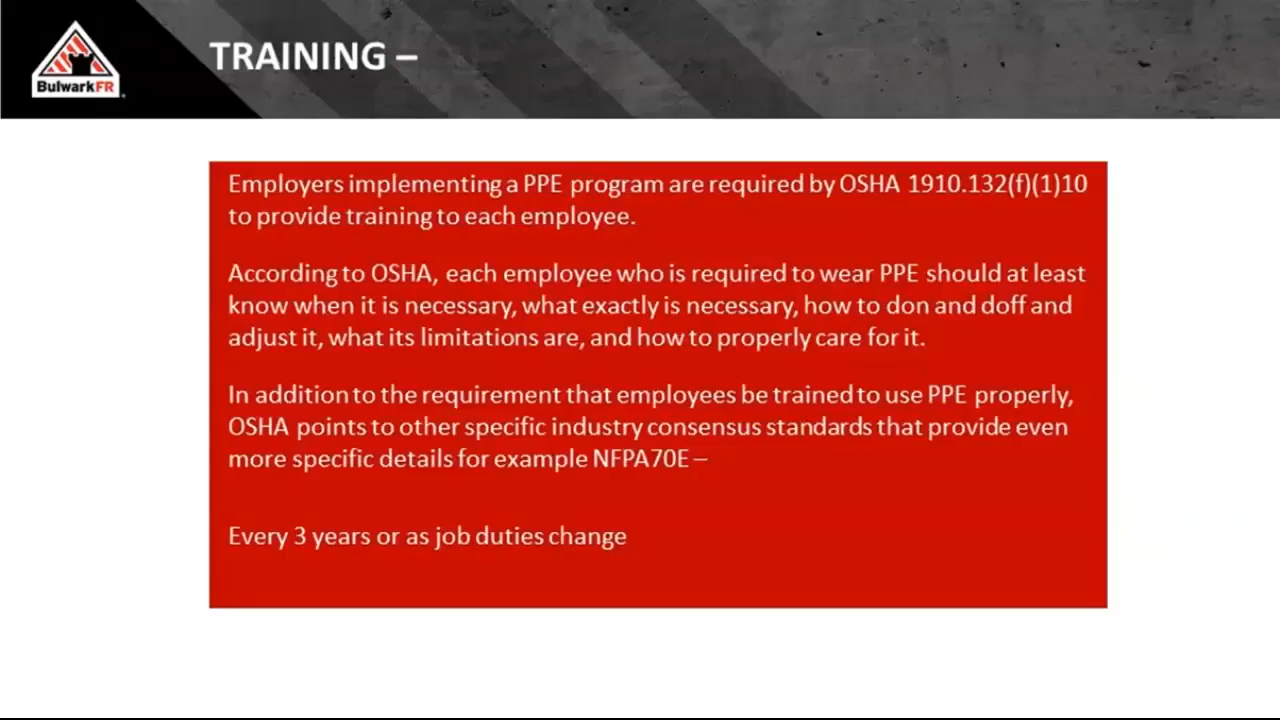 BulwarkFR
TRAINING –
Employers implementing a PPE program are required by OSHA 1910.132(f)(1)10
to provide training to each employee.
According to OSHA, each employee who is required to wear PPE should at least
know when it is necessary, what exactly is necessary, how to don and doff and
adjust it, what its limitations are, and how to properly care for it.
In addition to the requirement that employees be trained to use PPE properly,
OSHA points to other specific industry consensus standards that provide even
more specific details for example NFPA70E –
Every 3 years or as job duties change